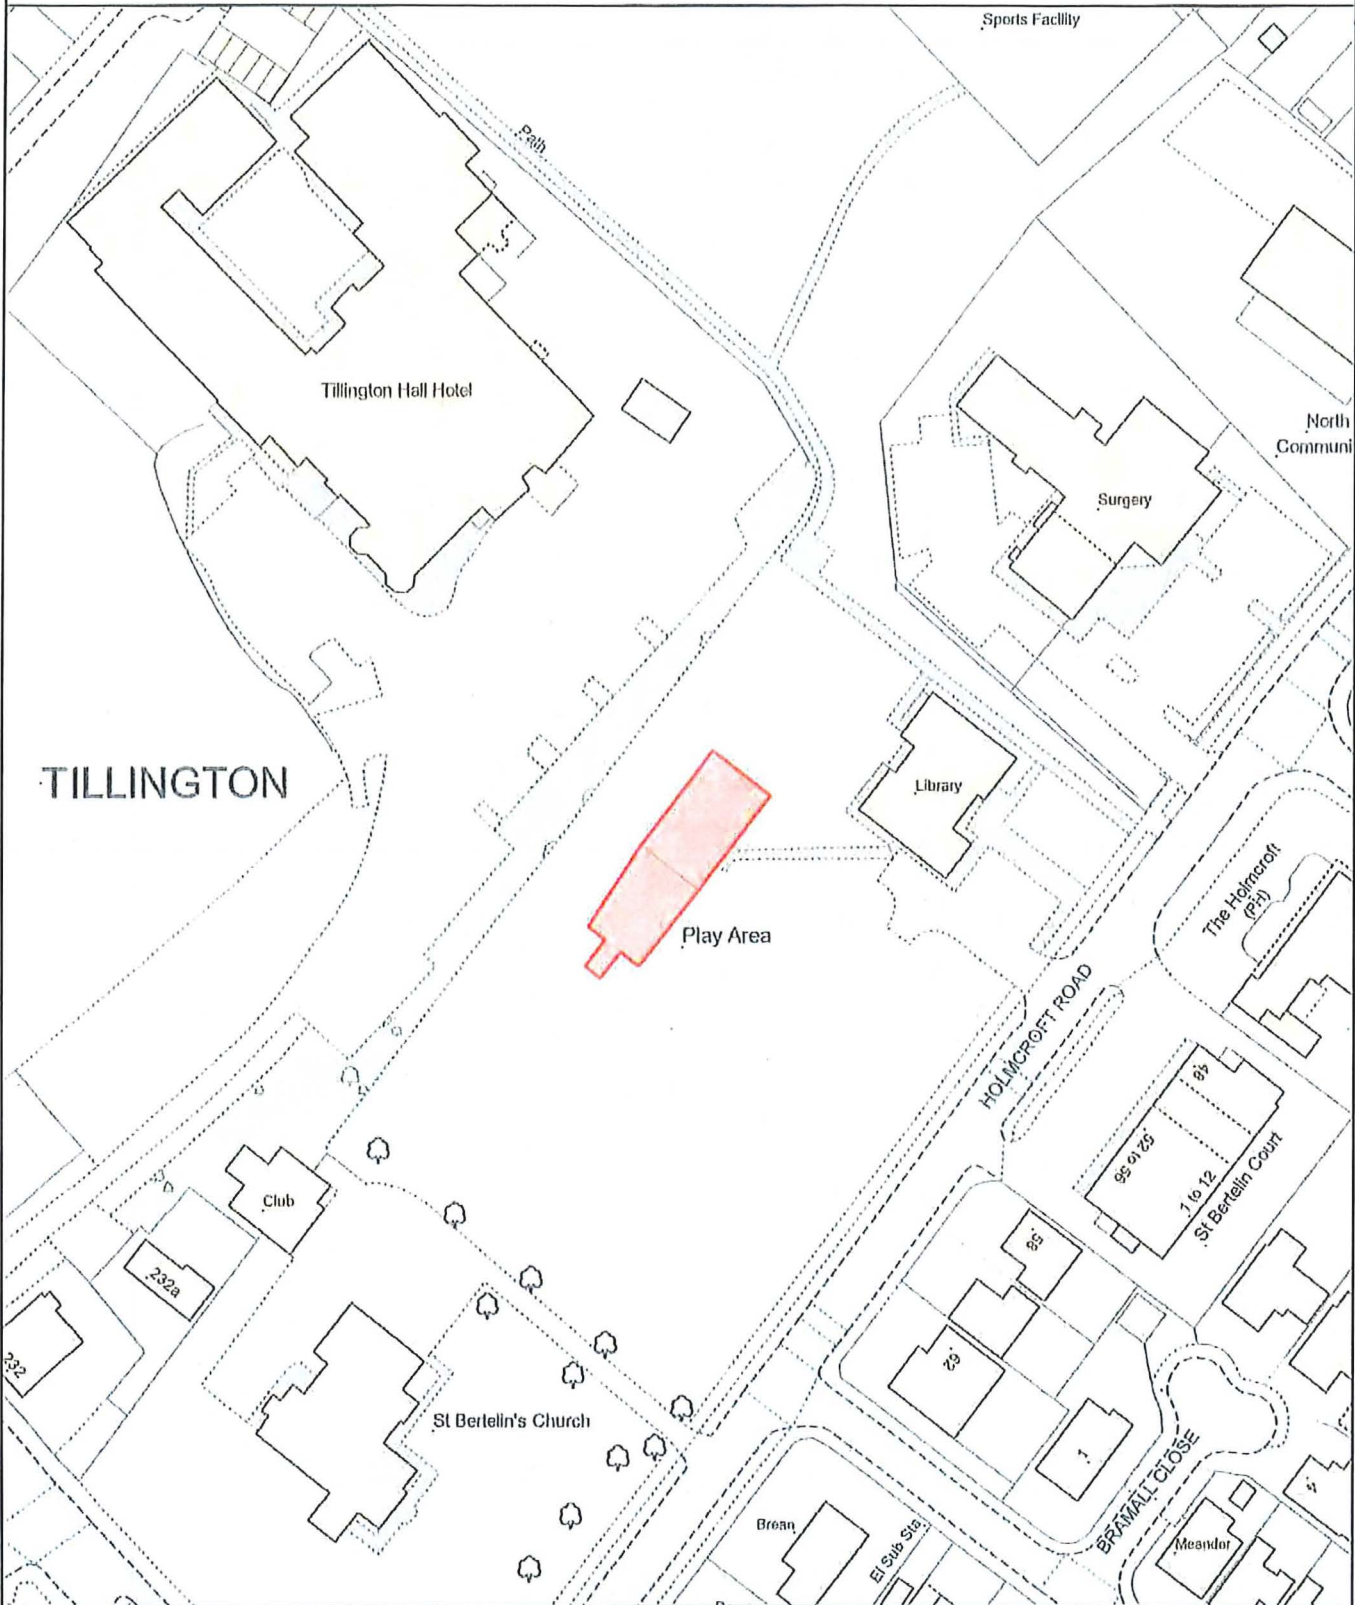 Sports Facility
Path
Tillington Hall Hotel
North
Communi
Surgery
TILLINGTON
Library
The Holmcroft
(PH)
Play Area
HOLMCROFT ROAD
48
52 to 56
1 to 12
St Bertelin Court
Club
58
232a
232
62
St Bertelin's Church
1
BRAMALL CLOSE
4
Brean
El Sub Sta
Meander